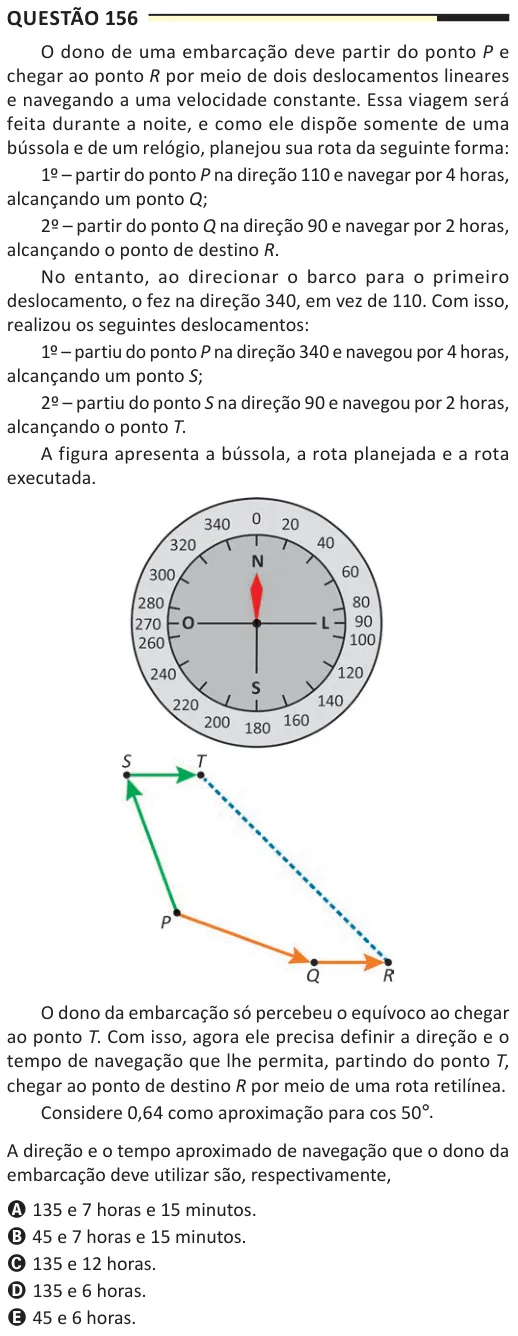 QUESTÃO 156
O dono de uma embarcação deve partir do ponto P e
chegar ao ponto R por meio de dois deslocamentos lineares
e navegando a uma velocidade constante. Essa viagem será
feita durante a noite, e como ele dispõe somente de uma
bússola e de um relógio, planejou sua rota da seguinte forma:
1º – partir do ponto P na direção 110 e navegar por 4 horas,
alcançando um ponto Q;
2º – partir do ponto Q na direção 90 e navegar por 2 horas,
alcançando o ponto de destino R.
No entanto, ao direcionar o barco para o primeiro
deslocamento, o fez na direção 340, em vez de 110. Com isso,
realizou os seguintes deslocamentos:
1º – partiu do ponto P na direção 340 e navegou por 4 horas,
alcançando um ponto S;
2º – partiu do ponto S na direção 90 e navegou por 2 horas,
alcançando o ponto T.
A figura apresenta a bússola, a rota planejada e a rota
executada.
340 0 20
320 40
300 N 60
280 80
270 O L 90
260 100
240 120
220 S 140
200 180 160
S T
P
Q R
O dono da embarcação só percebeu o equívoco ao chegar
ao ponto T. Com isso, agora ele precisa definir a direção e o
tempo de navegação que lhe permita, partindo do ponto T,
chegar ao ponto de destino R por meio de uma rota retilínea.
Considere 0,64 como aproximação para cos 50°.
A direção e o tempo aproximado de navegação que o dono da
embarcação deve utilizar são, respectivamente,
A 135 e 7 horas e 15 minutos.
B 45 e 7 horas e 15 minutos.
C 135 e 12 horas.
D 135 e 6 horas.
E 45 e 6 horas.